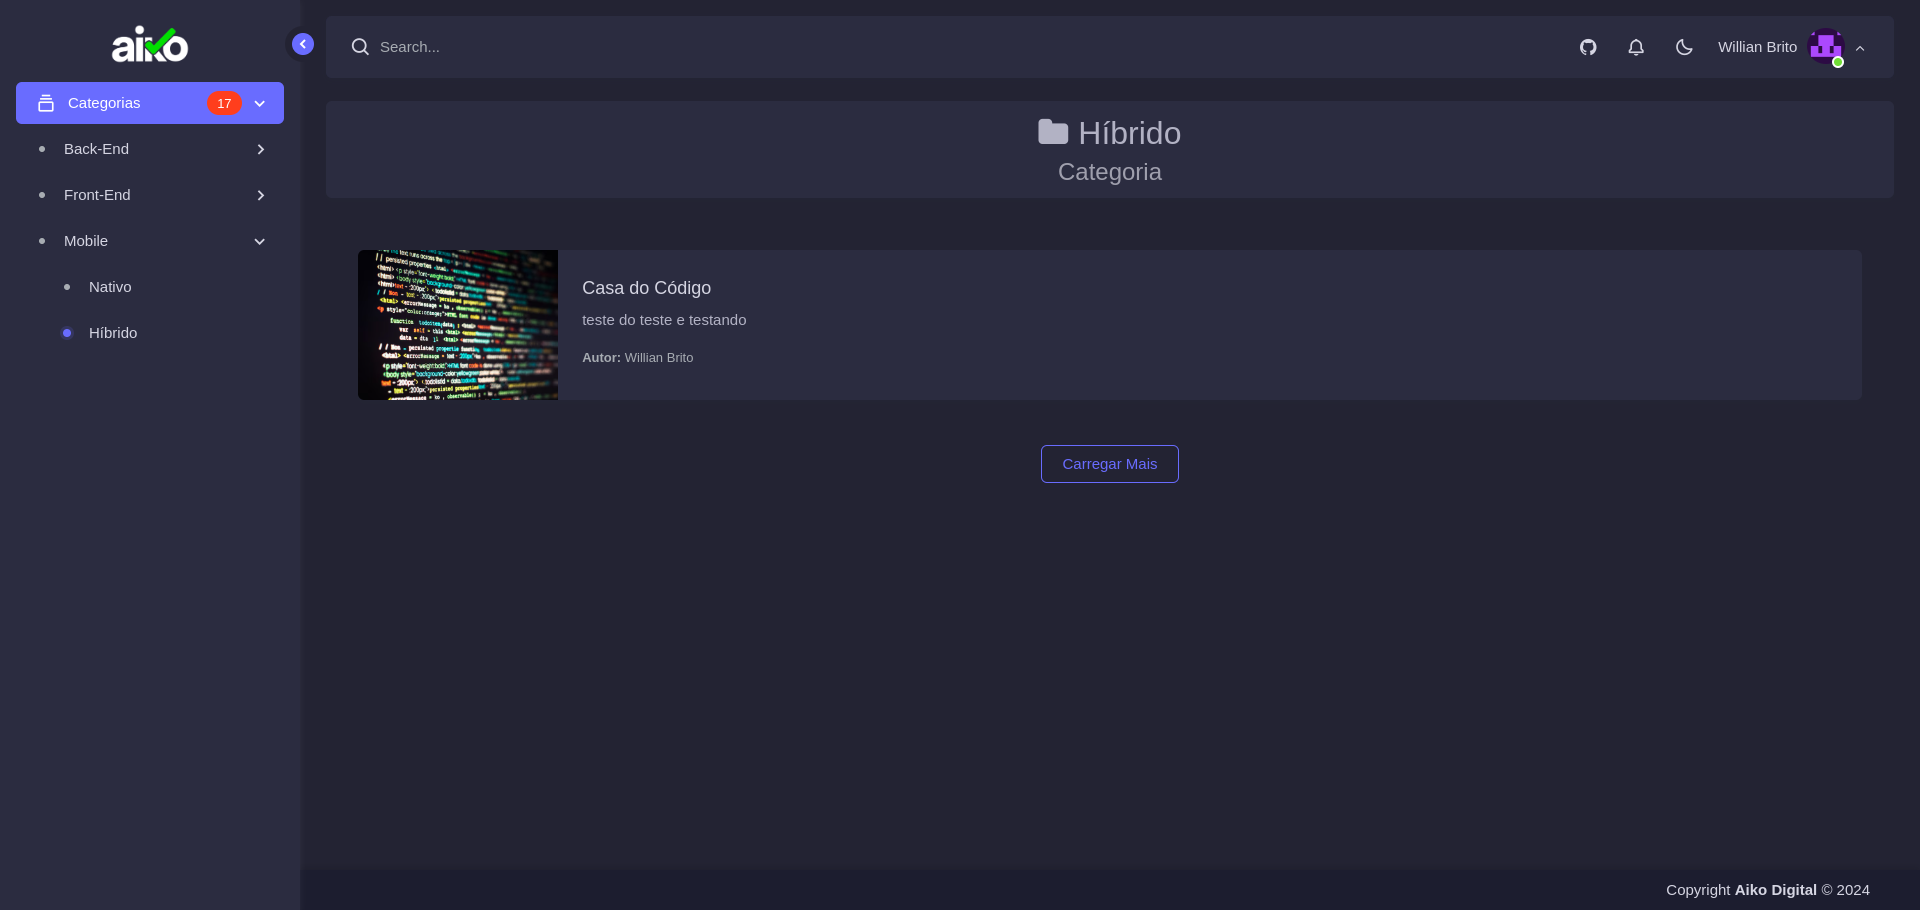 aiko
Search...
Willian Brito
Categorias 17
Back-End
Front-End
Mobile
Nativo
Híbrido
Híbrido
Categoria
Casa do Código
teste do teste e testando
Autor: Willian Brito
Carregar Mais
Copyright Aiko Digital © 2024